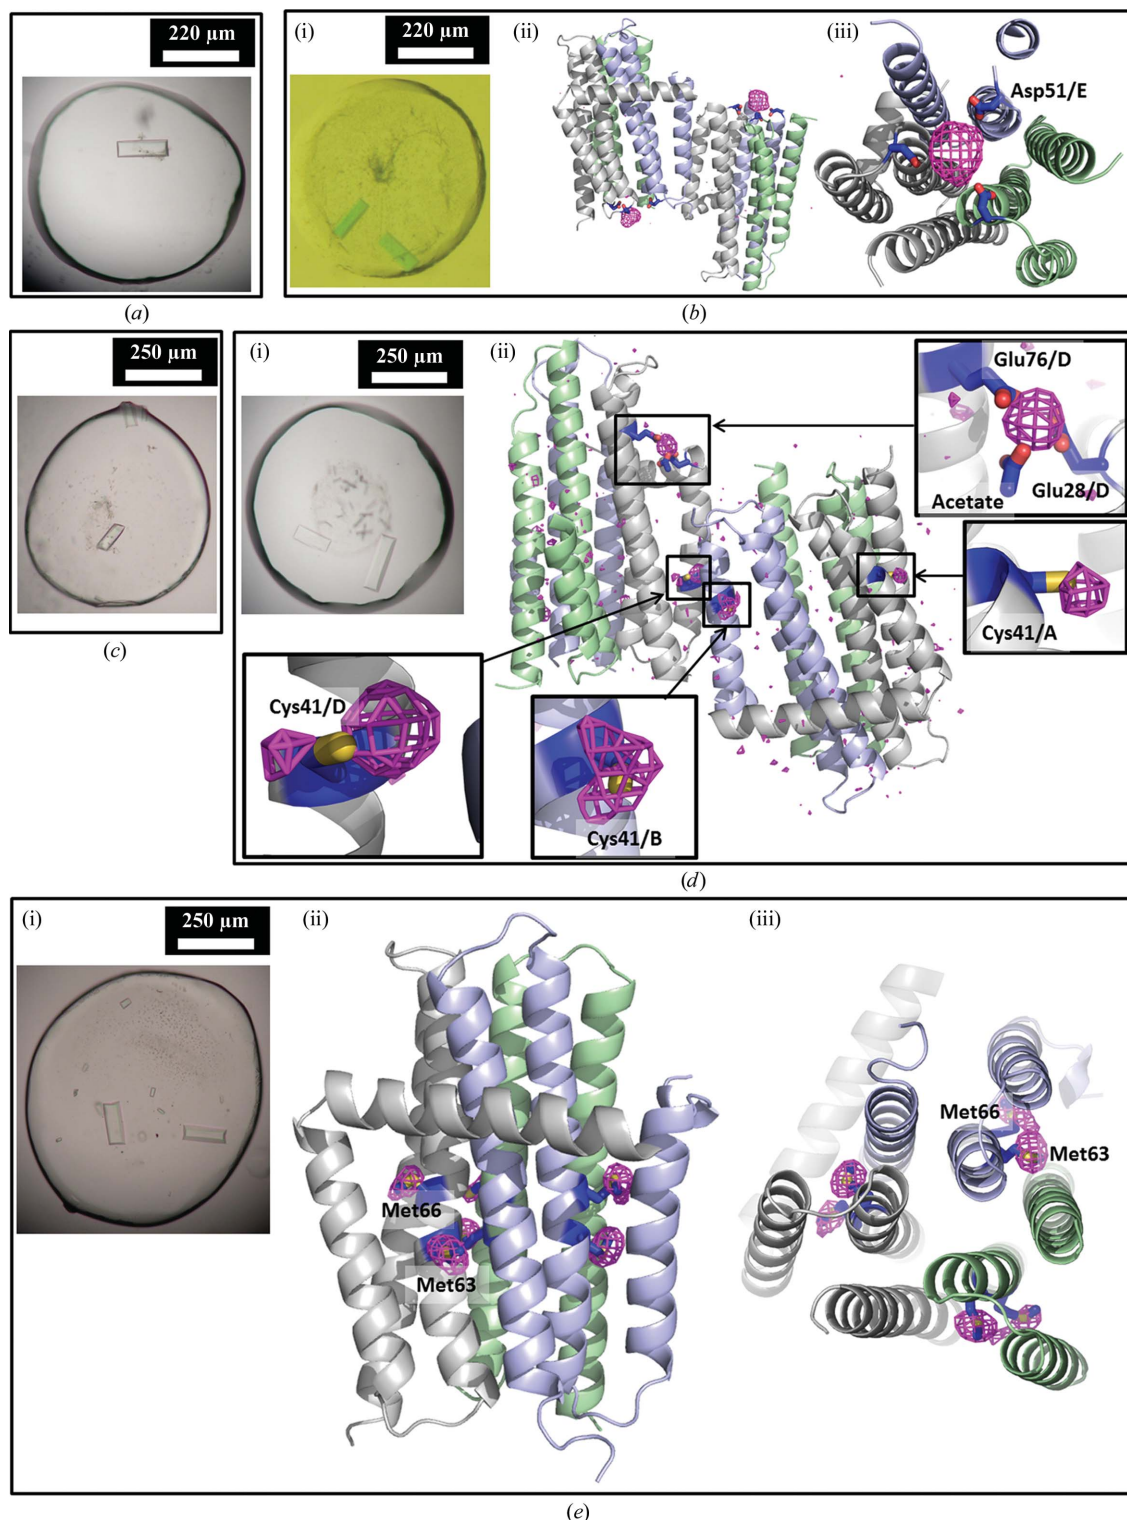 220 µm
(i)
220 µm
(ii)
(iii)
Asp51/E
(a)
(b)
250 µm
(i)
250 µm
(ii)
Glu76/D
Acetate
Glu28/D
Cys41/A
(c)
Cys41/D
Cys41/B
(d)
(i)
250 µm
(ii)
(iii)
Met66
Met63
Met66
Met63
(e)